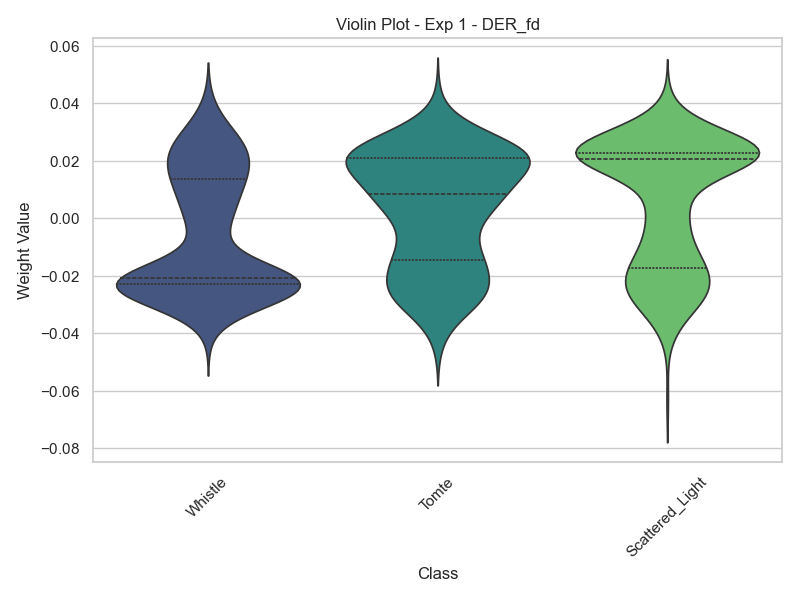 Violin Plot - Exp 1 - DER_fd
0.06
0.04
0.02
0.00
−0.02
−0.04
−0.06
−0.08
Weight Value
Whistle
Tomte
Scattered_Light
Class